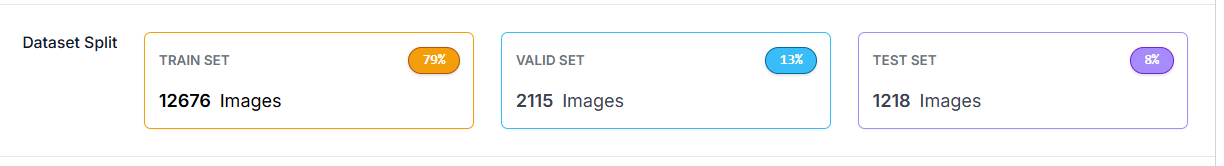 Dataset Split
TRAIN SET 79%
12676 Images
VALID SET 13%
2115 Images
TEST SET 8%
1218 Images